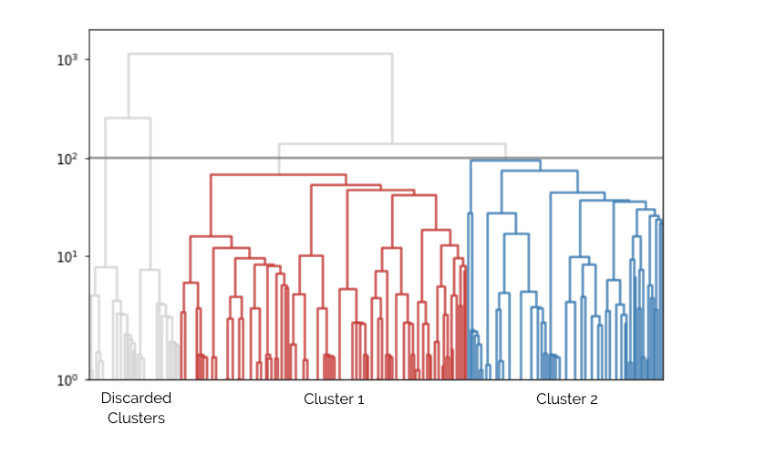 10³
10²
10¹
10⁰
Discarded
Clusters
Cluster 1
Cluster 2